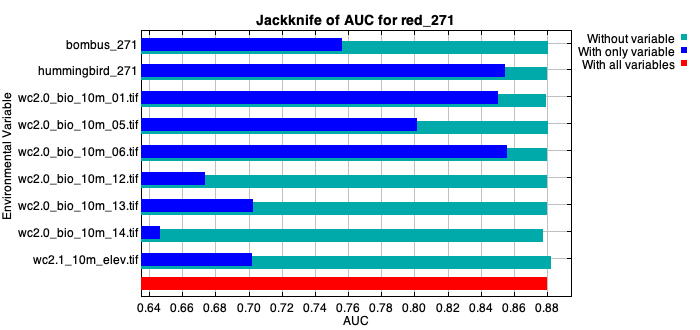 Jackknife of AUC for red_271
Without variable
With only variable
With all variables
Environmental Variable
bombus_271
hummingbird_271
wc2.0_bio_10m_01.tif
wc2.0_bio_10m_05.tif
wc2.0_bio_10m_06.tif
wc2.0_bio_10m_12.tif
wc2.0_bio_10m_13.tif
wc2.0_bio_10m_14.tif
wc2.1_10m_elev.tif
0.64 0.66 0.68 0.70 0.72 0.74 0.76 0.78 0.80 0.82 0.84 0.86 0.88
AUC